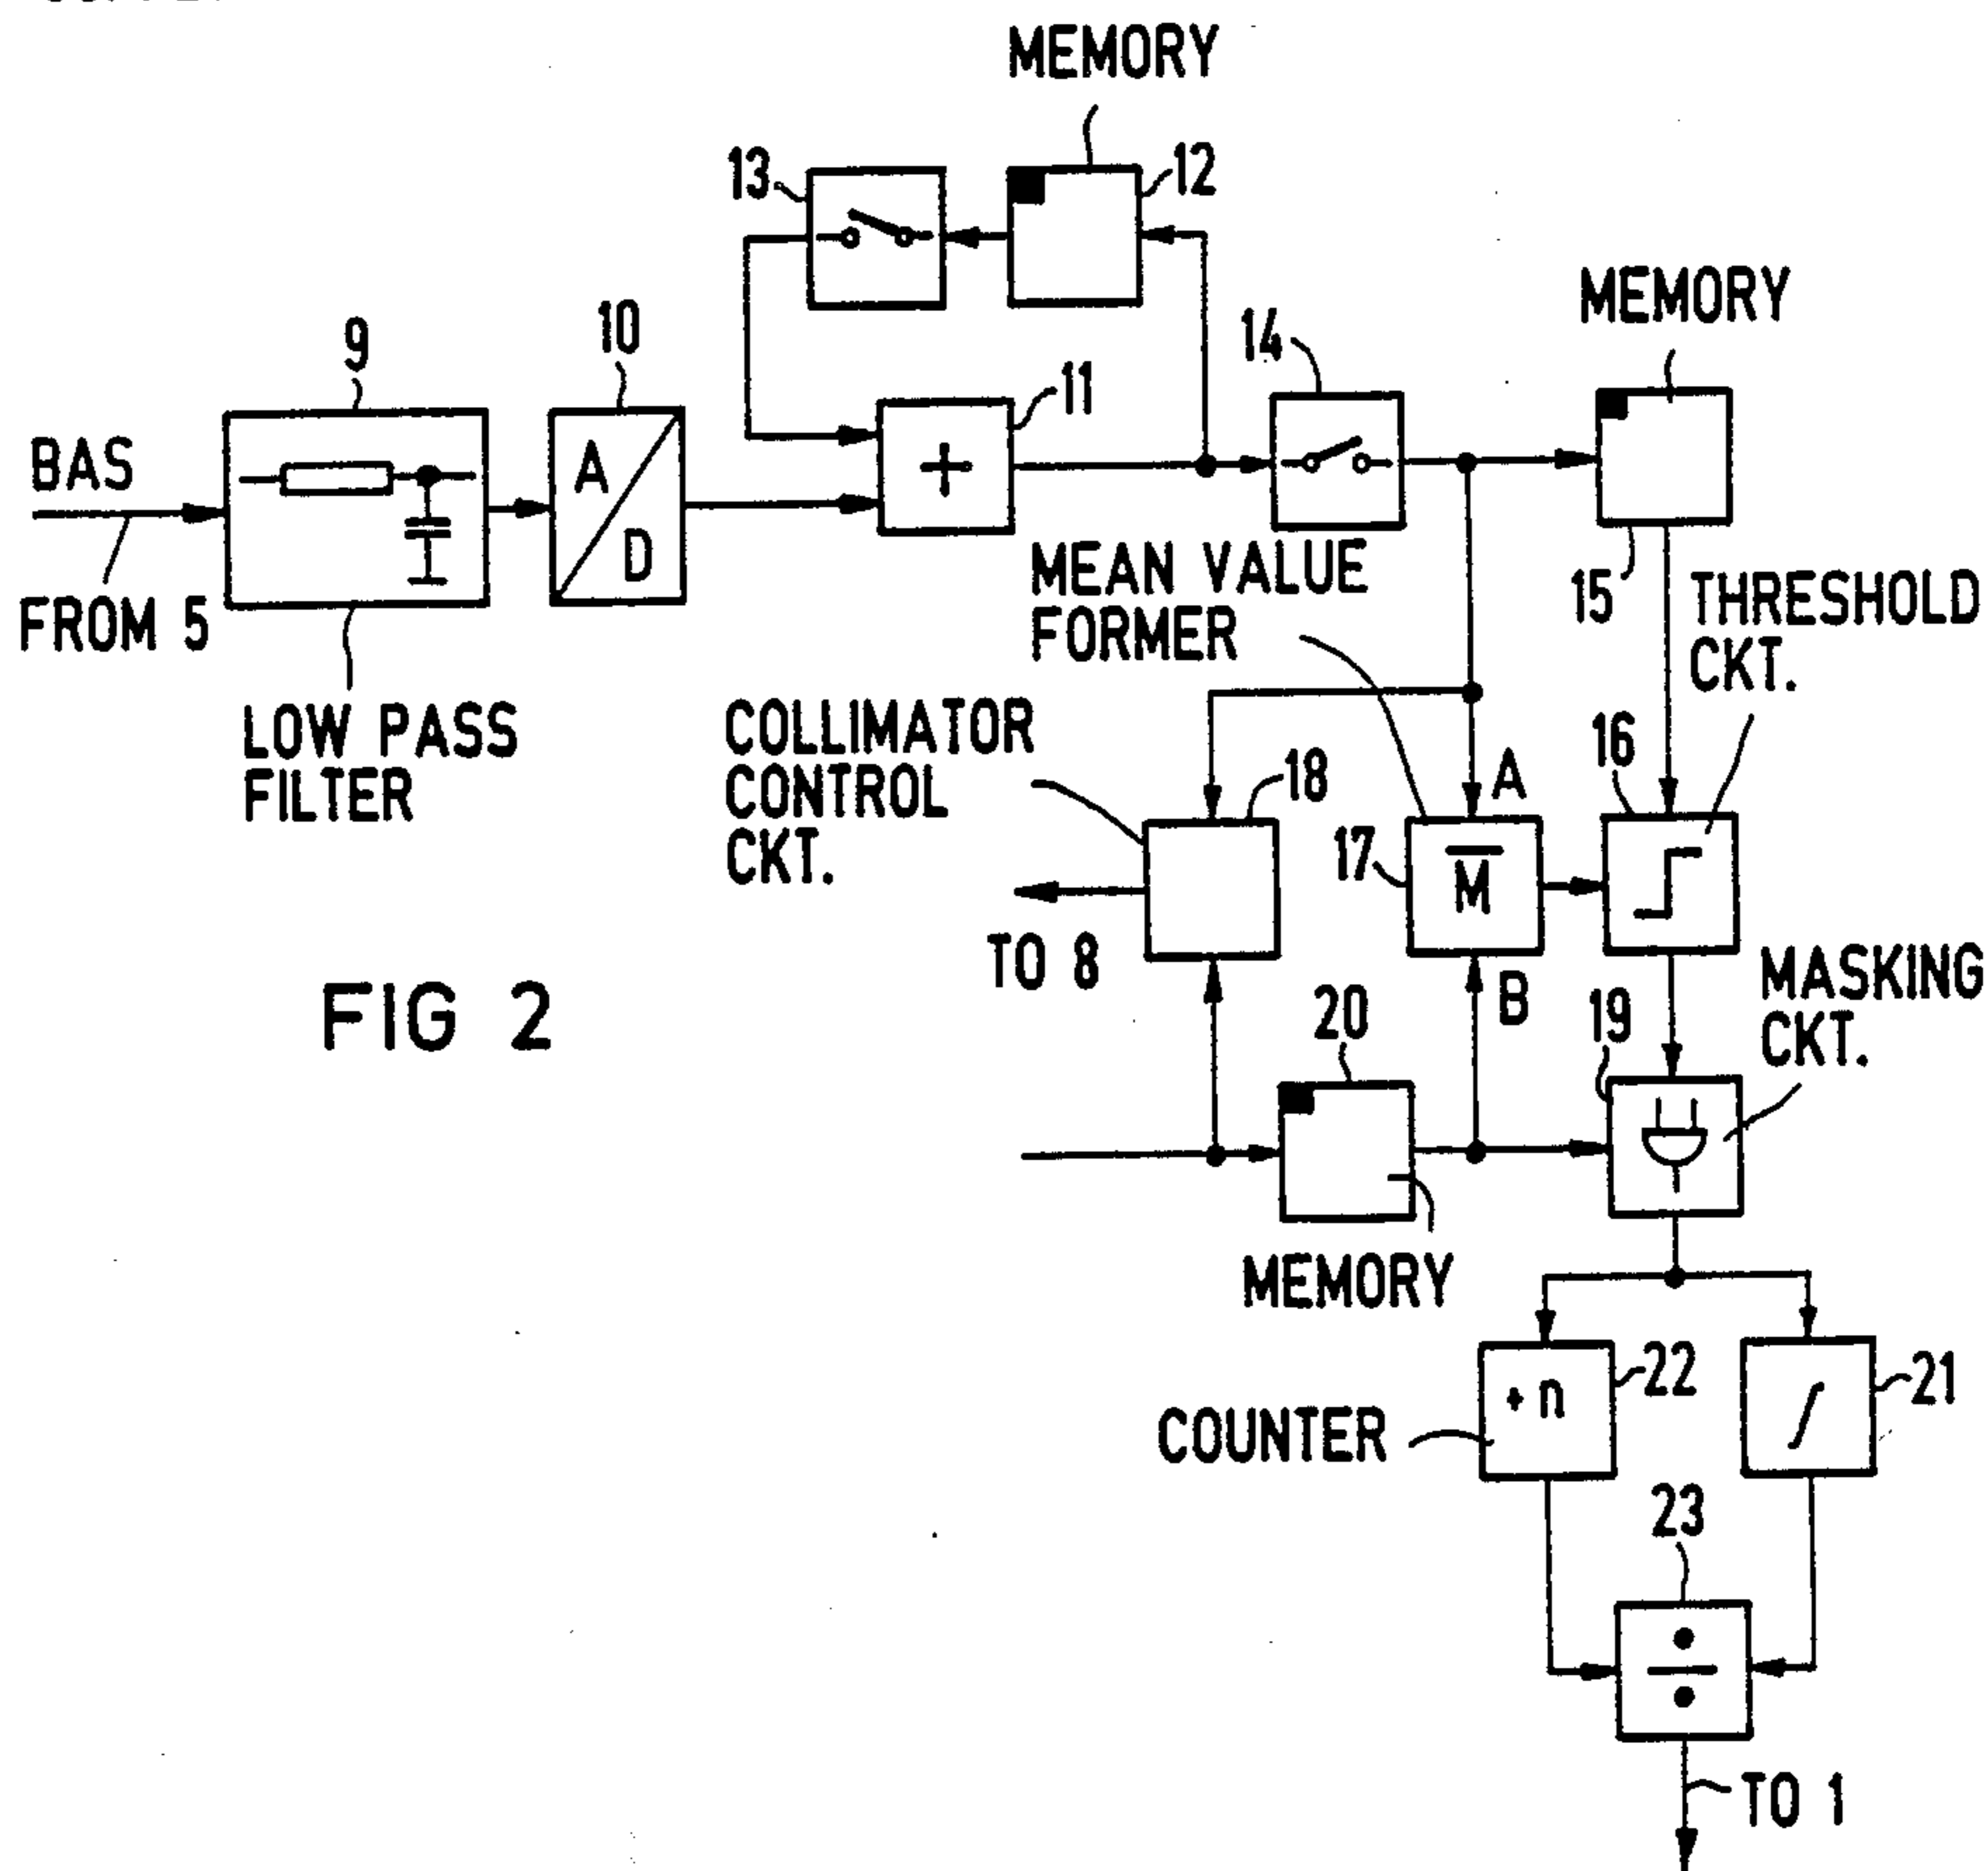 MEMORY
13
12
MEMORY
10
14
9
11
BAS
A
D
+
MEAN VALUE
FORMER
15
THRESHOLD
CKT.
FROM 5
LOW PASS
FILTER
COLLIMATOR
CONTROL
CKT.
18
A
16
17
M
TO 8
B
MASKING
CKT.
FIG 2
20
19
MEMORY
+ n
22
21
COUNTER
∫
23
÷
TO 1